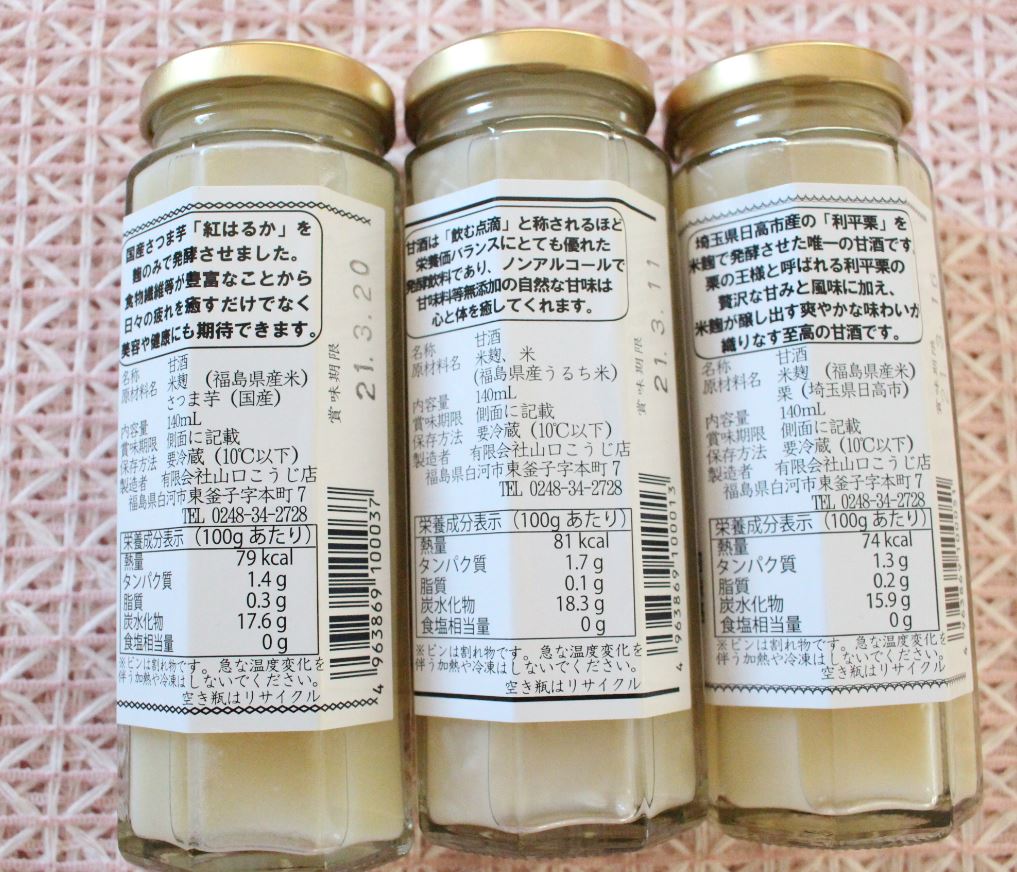 国産さつま芋「紅はるか」を
麹のみで発酵させました。
食物繊維等が豊富なことから
日々の疲れを癒すだけでなく
美容や健康にも期待できます。
名称 甘酒
原材料名 米麹 (福島県産米)
さつま芋(国産)
内容量 140mL
賞味期限 側面に記載
保存方法 要冷蔵(10℃以下)
製造者 有限会社山口こうじ店
福島県白河市東釜子字本町7
TEL 0248-34-2728
栄養成分表示(100gあたり)
熱量 79 kcal
タンパク質 1.4 g
脂質 0.3 g
炭水化物 17.6 g
食塩相当量 0 g
※ビンは割れ物です。急な温度変化を
伴う加熱や冷凍はしないでください。
空き瓶はリサイクル
賞味期限 21.3.20
4 963869 100037
甘酒は「飲む点滴」と称されるほど
栄養価バランスにとても優れた
発酵飲料であり、ノンアルコールで
甘味料等無添加の自然な甘味は
心と体を癒してくれます。
名称 甘酒
原材料名 米麹、米
(福島県産うるち米)
内容量 140mL
賞味期限 側面に記載
保存方法 要冷蔵(10℃以下)
製造者 有限会社山口こうじ店
福島県白河市東釜子字本町7
TEL 0248-34-2728
栄養成分表示(100gあたり)
熱量 81 kcal
タンパク質 1.7 g
脂質 0.1 g
炭水化物 18.3 g
食塩相当量 0 g
※ビンは割れ物です。急な温度変化を
伴う加熱や冷凍はしないでください。
空き瓶はリサイクル
賞味期限 21.3.11
4 963869 100013
埼玉県日高市産の「利平栗」を
米麹で発酵させた唯一の甘酒です。
栗の王様と呼ばれる利平栗の
贅沢な甘みと風味に加え、
米麹が醸し出す爽やかな味わいが
織りなす至高の甘酒です。
名称 甘酒
原材料名 米麹 (福島県産米)
栗(埼玉県日高市)
内容量 140mL
賞味期限 側面に記載
保存方法 要冷蔵(10℃以下)
製造者 有限会社山口こうじ店
福島県白河市東釜子字本町7
TEL 0248-34-2728
栄養成分表示(100gあたり)
熱量 74 kcal
タンパク質 1.3 g
脂質 0.2 g
炭水化物 15.9 g
食塩相当量 0 g
※ビンは割れ物です。急な温度変化を
伴う加熱や冷凍はしないでください。
空き瓶はリサイクル
賞味期限